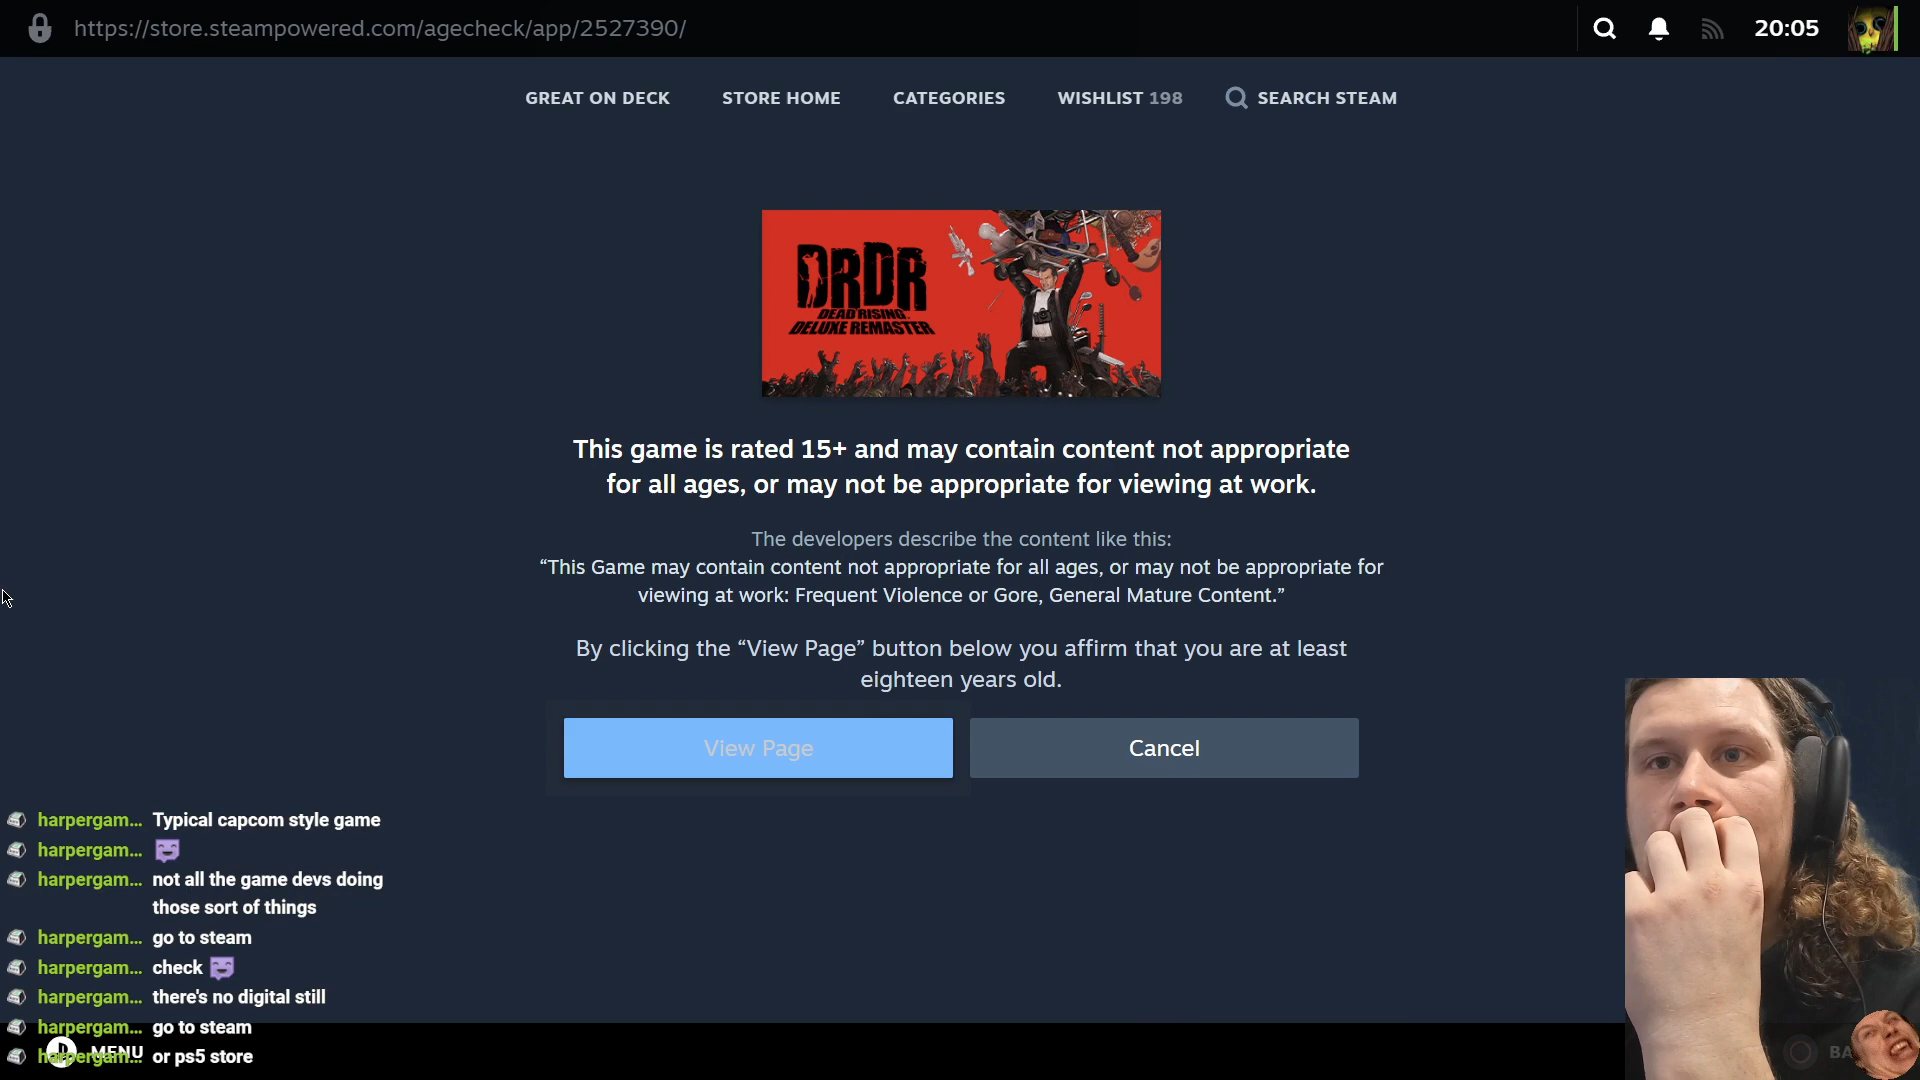 https://store.steampowered.com/agecheck/app/2527390/
20:05
GREAT ON DECK
STORE HOME
CATEGORIES
WISHLIST 198
SEARCH STEAM
DRDR
DEAD RISING
DELUXE REMASTER
This game is rated 15+ and may contain content not appropriate
for all ages, or may not be appropriate for viewing at work.
The developers describe the content like this:
“This Game may contain content not appropriate for all ages, or may not be appropriate for
viewing at work: Frequent Violence or Gore, General Mature Content.”
By clicking the “View Page” button below you affirm that you are at least
eighteen years old.
View Page
Cancel
harpergam... Typical capcom style game
harpergam...
harpergam... not all the game devs doing
those sort of things
harpergam... go to steam
harpergam... check
harpergam... there's no digital still
harpergam... go to steam
harpergam... or ps5 store
MENU
BA